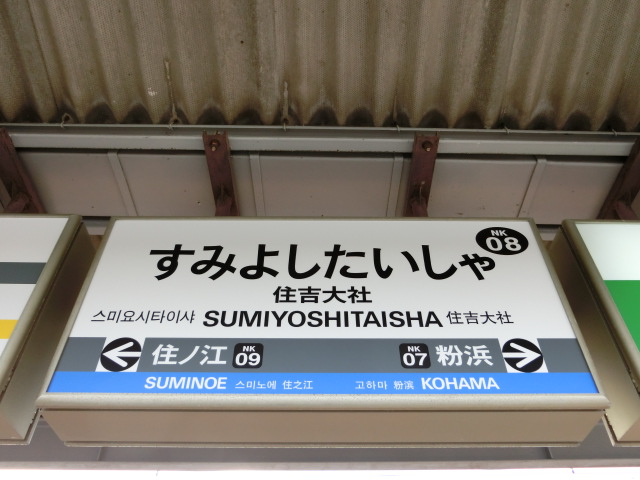 NK 08
すみよしたいしゃ
住吉大社
스미요시타이샤 SUMIYOSHITAISHA 住吉大社
住ノ江 NK 09 NK 07 粉浜
SUMINOE 스미노에 住之江 고하마 粉滨 KOHAMA